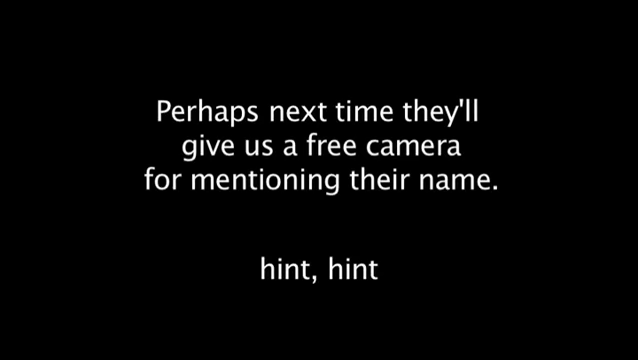 Perhaps next time they'll
give us a free camera
for mentioning their name.
hint, hint